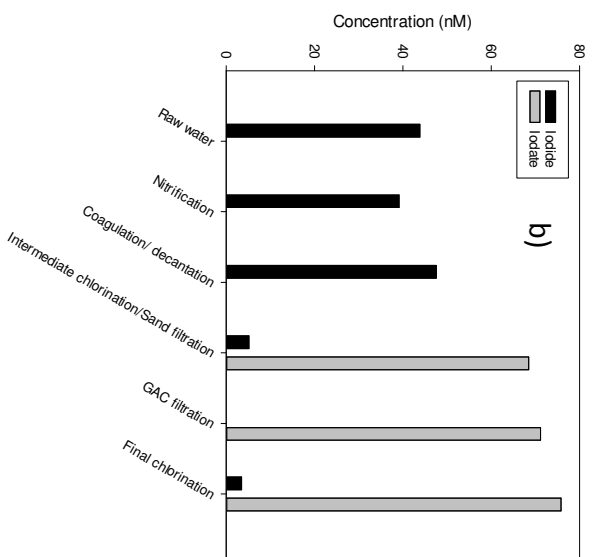 Concentration (nM)
0
20
40
60
80
Iodide
Iodate
b)
Raw water
Nitrification
Coagulation/ decantation
Intermediate chlorination/Sand filtration
GAC filtration
Final chlorination